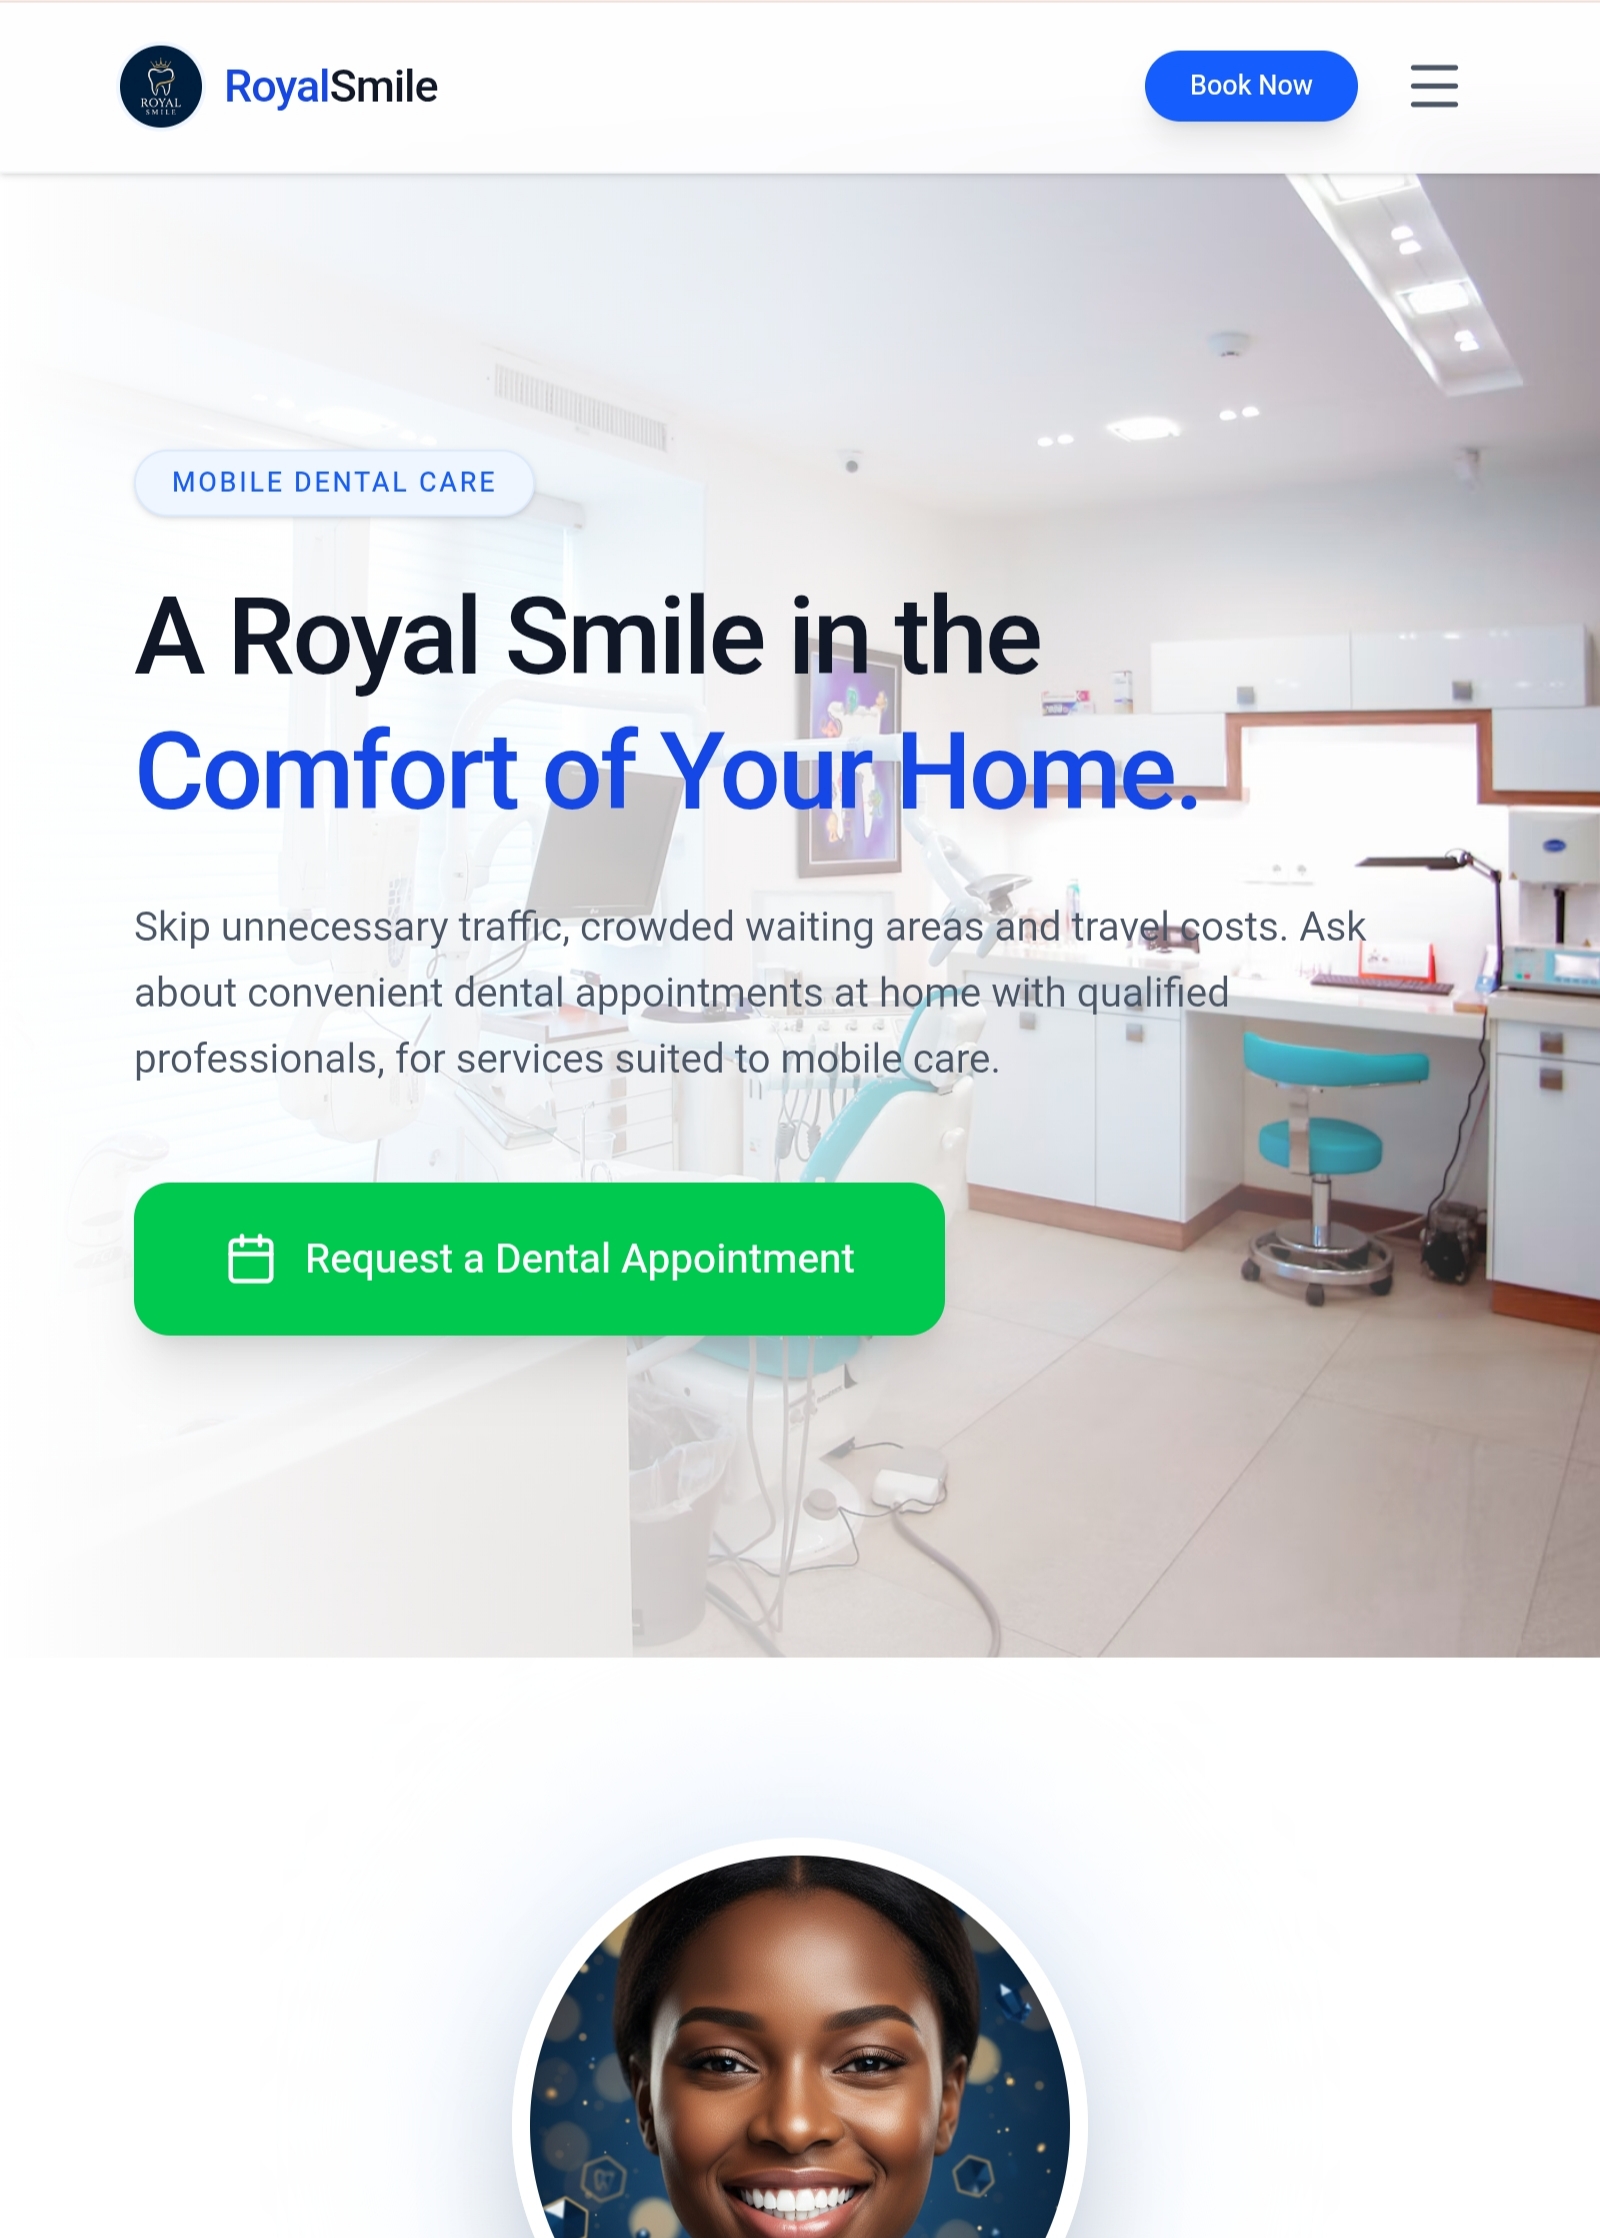 ROYAL
SMILE
RoyalSmile
Book Now
MOBILE DENTAL CARE
A Royal Smile in the
Comfort of Your Home.
Skip unnecessary traffic, crowded waiting areas and travel costs. Ask
about convenient dental appointments at home with qualified
professionals, for services suited to mobile care.
Request a Dental Appointment